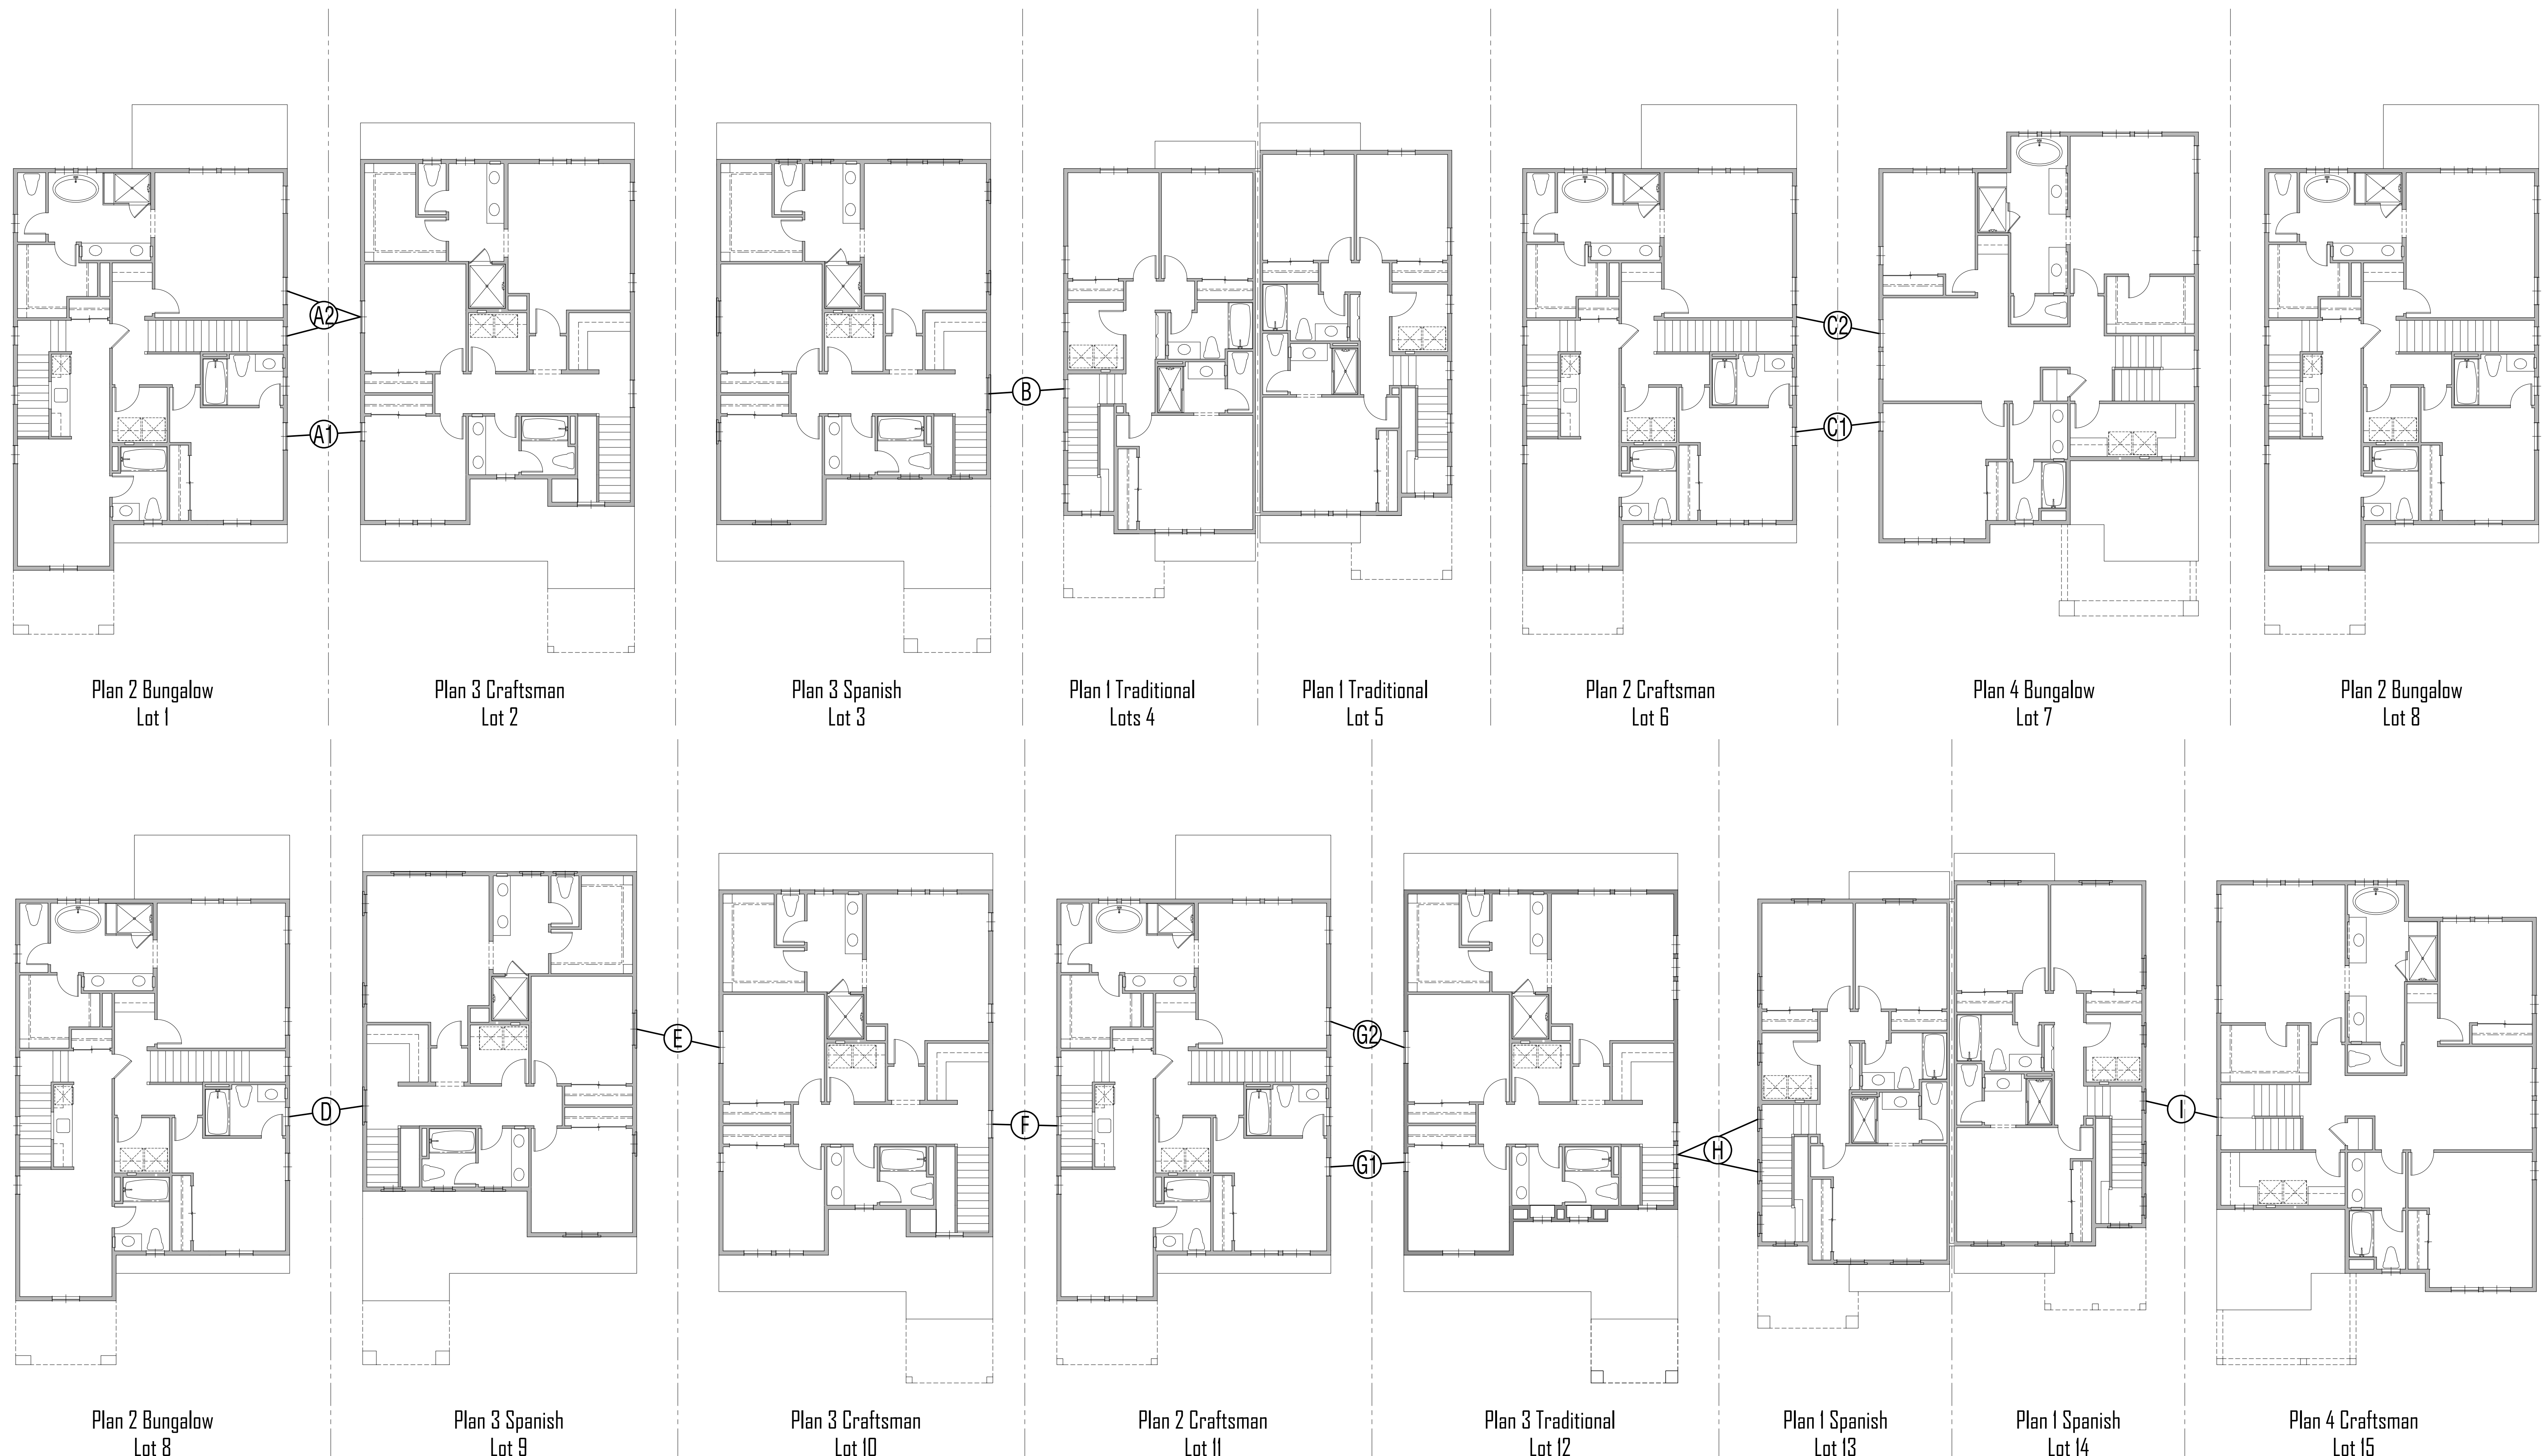 A2
A1
B
C2
C1
Plan 2 Bungalow
Lot 1
Plan 3 Craftsman
Lot 2
Plan 3 Spanish
Lot 3
Plan 1 Traditional
Lots 4
Plan 1 Traditional
Lot 5
Plan 2 Craftsman
Lot 6
Plan 4 Bungalow
Lot 7
Plan 2 Bungalow
Lot 8
D
E
F
G2
G1
H
I
Plan 2 Bungalow
Lot 8
Plan 3 Spanish
Lot 9
Plan 3 Craftsman
Lot 10
Plan 2 Craftsman
Lot 11
Plan 3 Traditional
Lot 12
Plan 1 Spanish
Lot 13
Plan 1 Spanish
Lot 14
Plan 4 Craftsman
Lot 15